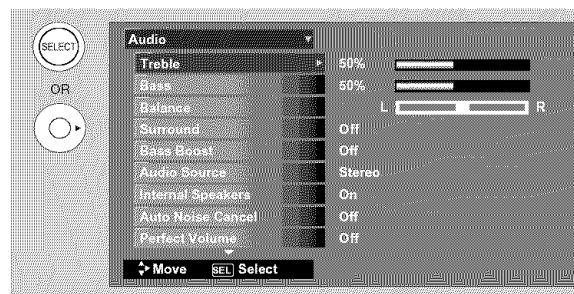 SELECT
OR
Audio
Treble 50%
Bass 50%
Balance L R
Surround Off
Bass Boost Off
Audio Source Stereo
Internal Speakers On
Auto Noise Cancel Off
Perfect Volume Off
Move SEL Select